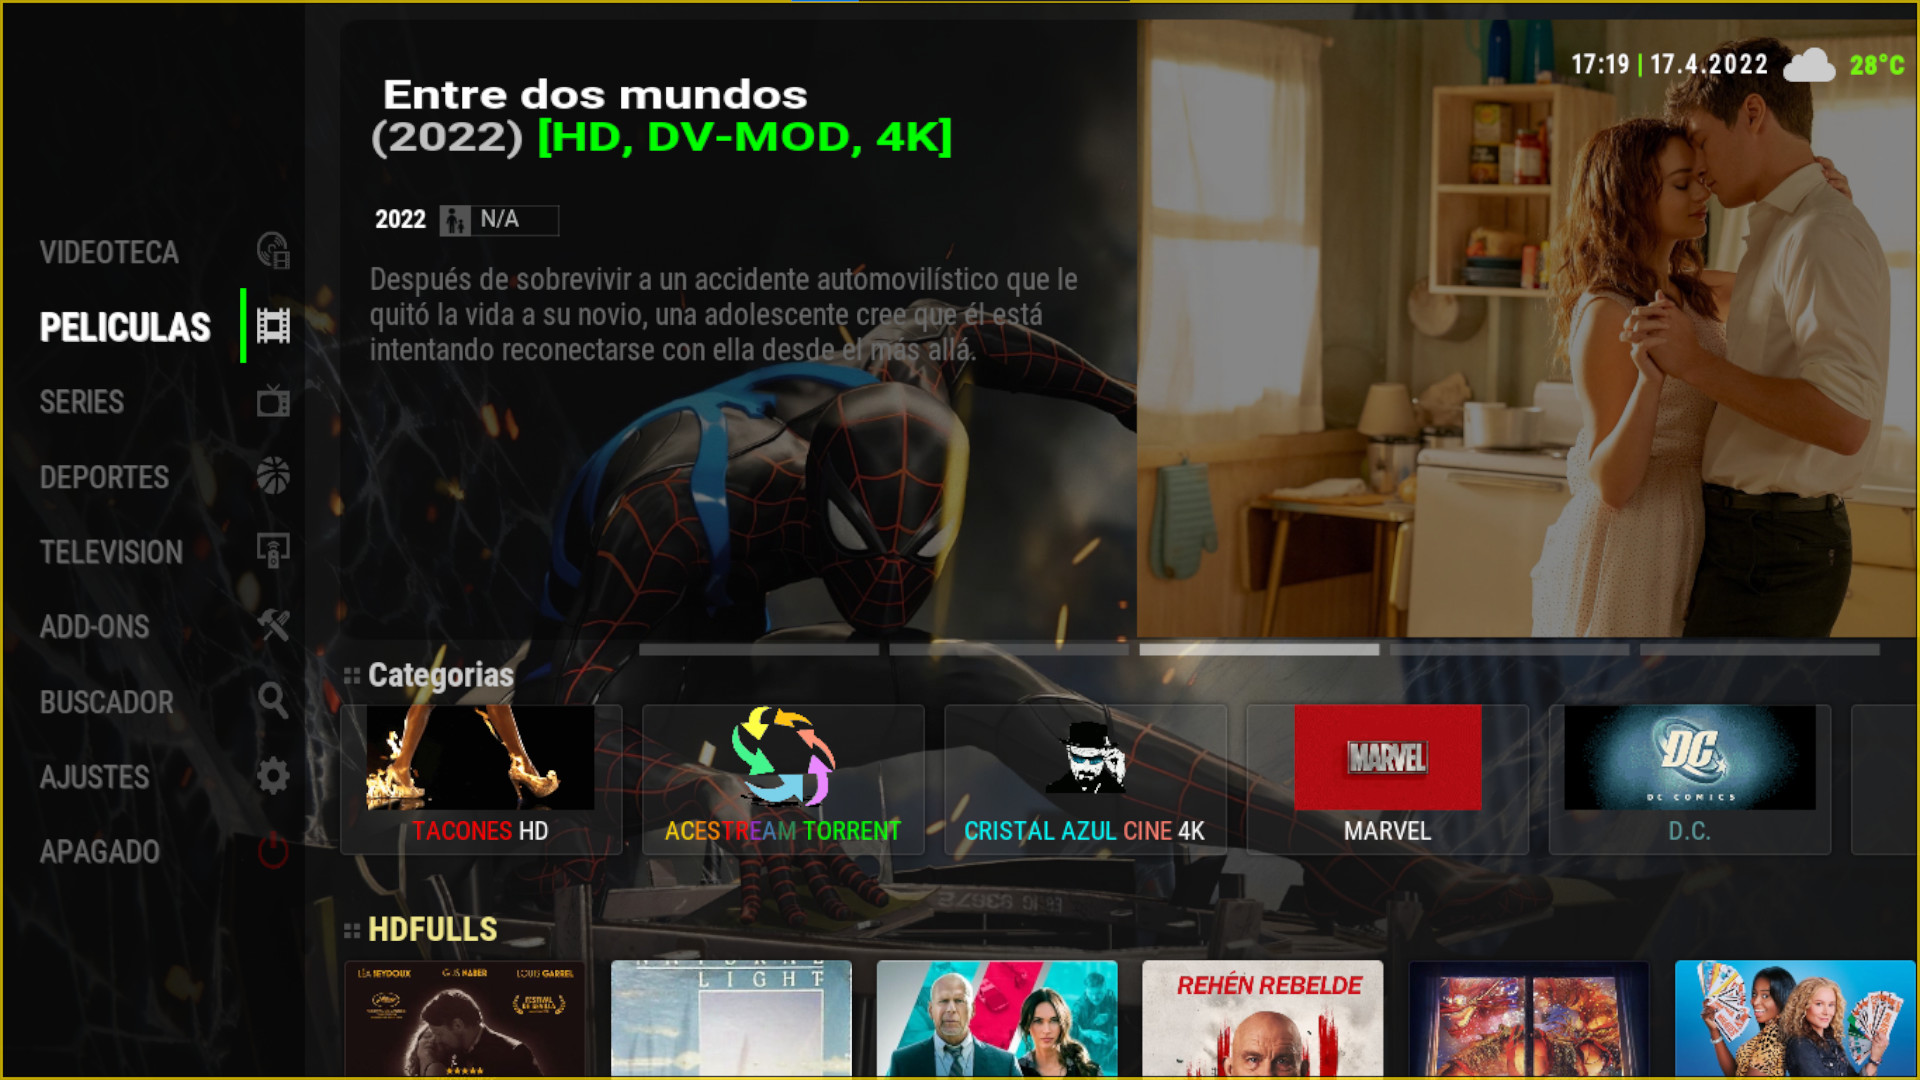 17:19 | 17.4.2022
28°C
Entre dos mundos
(2022) [HD, DV-MOD, 4K]
2022 N/A
Después de sobrevivir a un accidente automovilístico que le
quitó la vida a su novio, una adolescente cree que él está
intentando reconectarse con ella desde el más allá.
VIDEOTECA
PELICULAS
SERIES
DEPORTES
TELEVISION
ADD-ONS
BUSCADOR
AJUSTES
APAGADO
Categorias
MARVEL
DC
DC COMICS
TACONES HD
ACESTREAM TORRENT
CRISTAL AZUL CINE 4K
MARVEL
D.C.
HDFULLS
LÉA SEYDOUX
GIJS NABER
LOUIS GARREL
NATURAL
LIGHT
REHÉN REBELDE